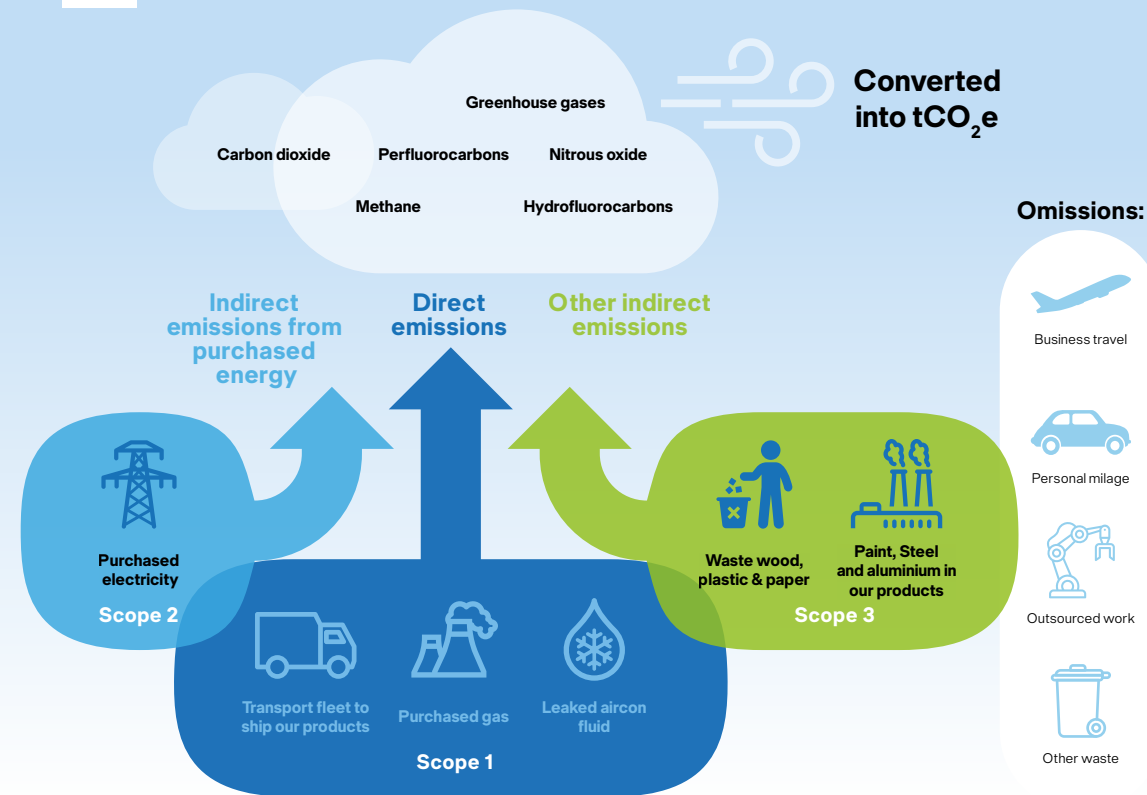 Greenhouse gases
Carbon dioxide
Perfluorocarbons
Nitrous oxide
Methane
Hydrofluorocarbons
Converted
into tCO₂e
Omissions:
Business travel
Personal milage
Outsourced work
Other waste
Indirect
emissions from
purchased
energy
Direct
emissions
Other indirect
emissions
Purchased
electricity
Scope 2
Waste wood,
plastic & paper
Paint, Steel
and aluminium in
our products
Scope 3
Transport fleet to
ship our products
Purchased gas
Leaked aircon
fluid
Scope 1